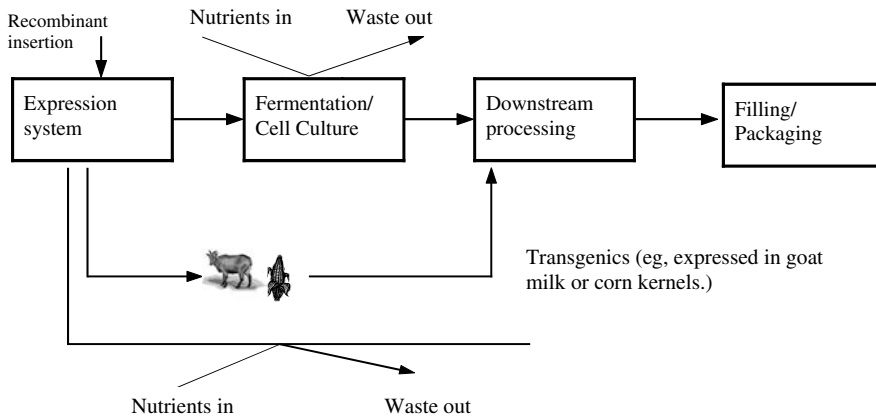 Nutrients in
Waste out
Recombinant
insertion
Expression
system
Fermentation/
Cell Culture
Downstream
processing
Filling/
Packaging
Transgenics (eg, expressed in goat
milk or corn kernels.)
Nutrients in
Waste out